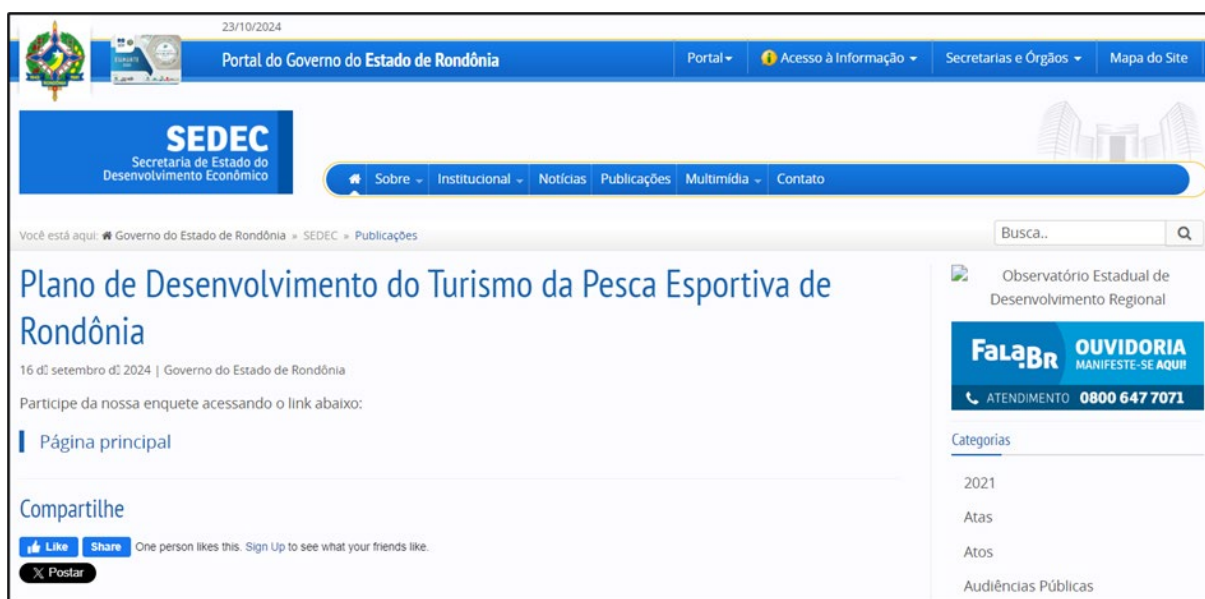 23/10/2024
Portal do Governo do Estado de Rondônia
Portal
Acesso à Informação
Secretarias e Órgãos
Mapa do Site
SEDEC
Secretaria de Estado do
Desenvolvimento Econômico
Sobre
Institucional
Notícias
Publicações
Multimídia
Contato
Você está aqui: Governo do Estado de Rondônia » SEDEC » Publicações
Busca..
Plano de Desenvolvimento do Turismo da Pesca Esportiva de
Rondônia
16 d setembro d 2024 | Governo do Estado de Rondônia
Participe da nossa enquete acessando o link abaixo:
Página principal
Compartilhe
Like
Share
One person likes this. Sign Up to see what your friends like.
X Postar
Observatório Estadual de
Desenvolvimento Regional
Fala.BR
OUVIDORIA
MANIFESTE-SE AQUI!
ATENDIMENTO 0800 647 7071
Categorias
2021
Atas
Atos
Audiências Públicas